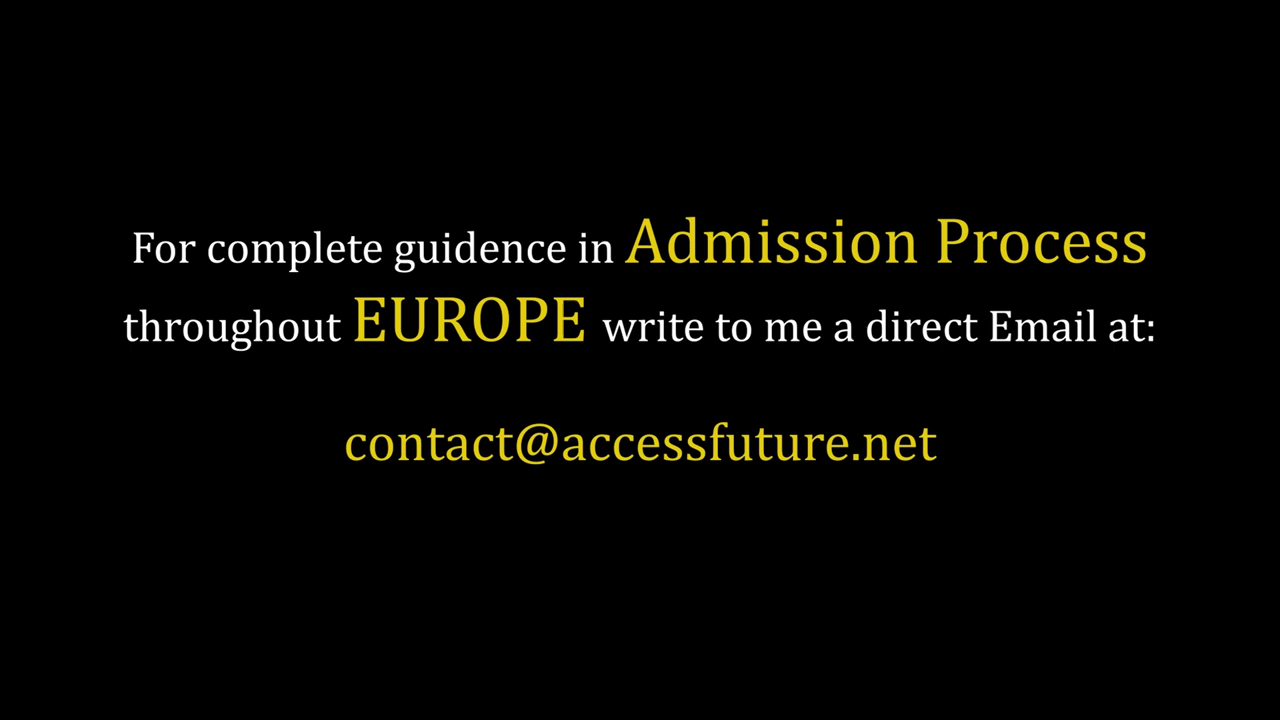 For complete guidence in Admission Process
throughout EUROPE write to me a direct Email at:
contact@accessfuture.net